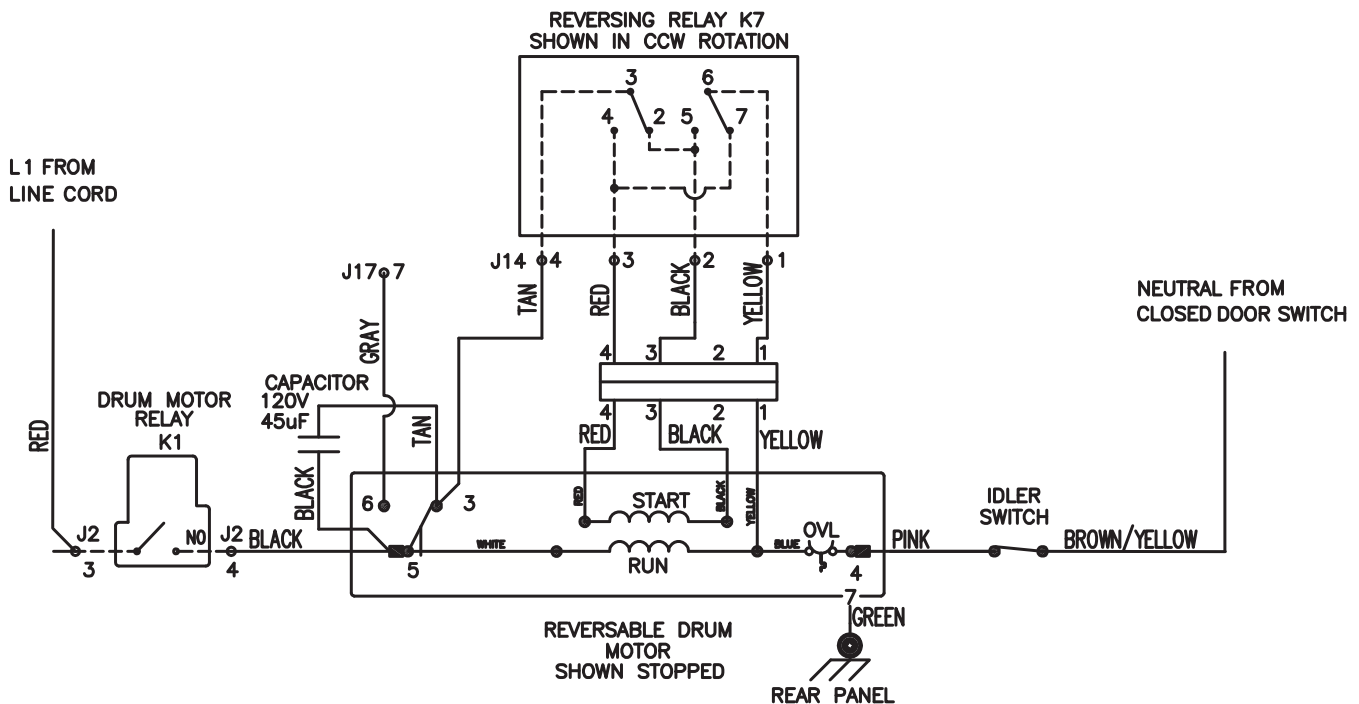 REVERSING RELAY K7
SHOWN IN CCW ROTATION
3
6
4
2
5
7
L1 FROM
LINE CORD
J17
7
J14
4
3
2
1
TAN
RED
BLACK
YELLOW
NEUTRAL FROM
CLOSED DOOR SWITCH
GRAY
4
3
2
1
CAPACITOR
120V
45uF
DRUM MOTOR
RELAY
K1
RED
TAN
4
3
2
1
RED
BLACK
YELLOW
BLACK
6
3
RED
START
BLACK
YELLOW
OVL
IDLER
SWITCH
J2
NO
J2
BLACK
WHITE
BLUE
PINK
BROWN/YELLOW
3
4
5
RUN
4
7
GREEN
REVERSABLE DRUM
MOTOR
SHOWN STOPPED
REAR PANEL